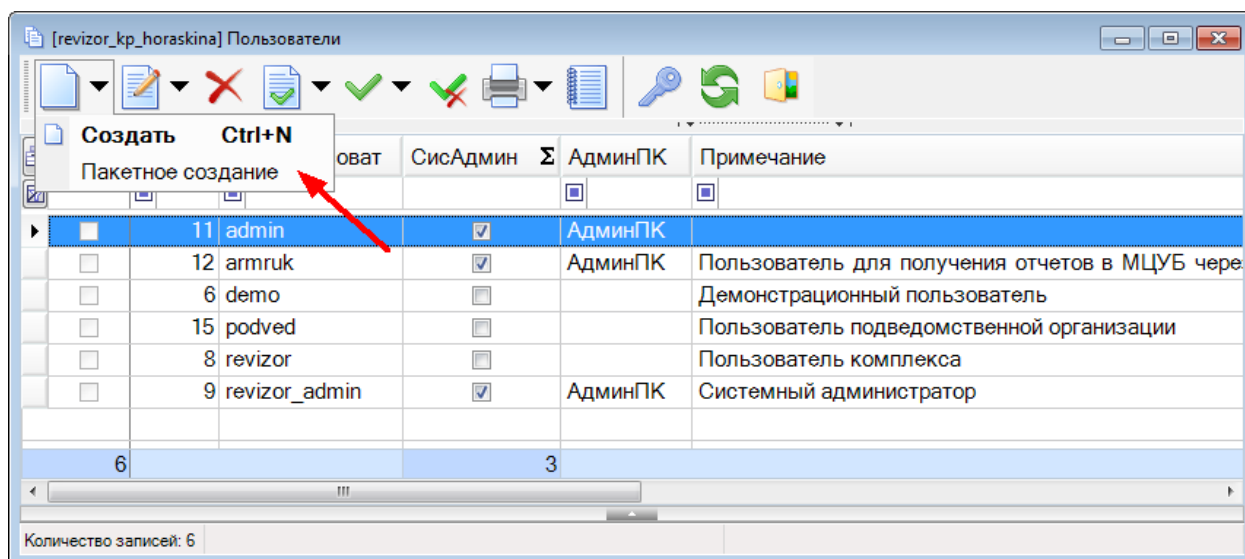 [revizor_kp_horaskina] Пользователи
Создать Ctrl+N
Пакетное создание
оват СисАдмин Σ АдминПК Примечание
11 admin АдминПК
12 armruk АдминПК Пользователь для получения отчетов в МЦУБ чере
6 demo Демонстрационный пользователь
15 podved Пользователь подведомственной организации
8 revizor Пользователь комплекса
9 revizor_admin АдминПК Системный администратор
6 3
Количество записей: 6